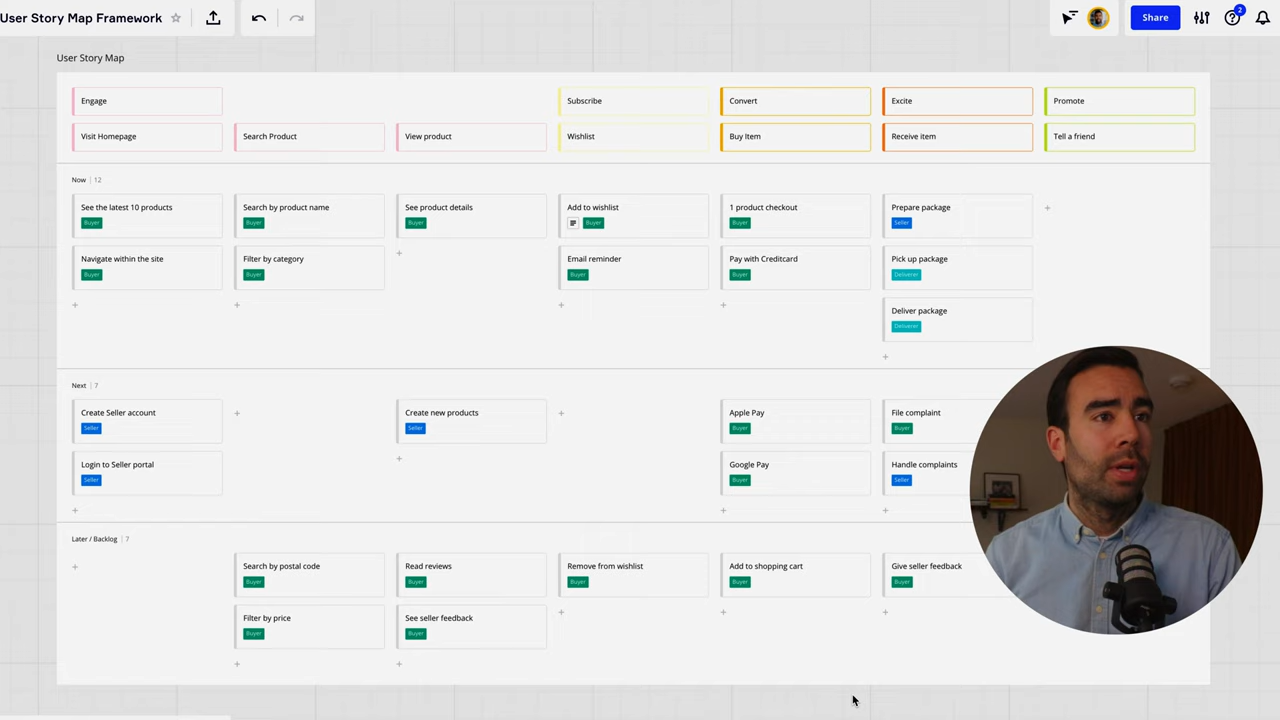 User Story Map Framework
Share
2
User Story Map
Engage
Subscribe
Convert
Excite
Promote
Visit Homepage
Search Product
View product
Wishlist
Buy Item
Receive item
Tell a friend
Now | 12
See the latest 10 products
Buyer
Search by product name
Buyer
See product details
Buyer
Add to wishlist
Buyer
1 product checkout
Buyer
Prepare package
Seller
Navigate within the site
Buyer
Filter by category
Buyer
Email reminder
Buyer
Pay with Creditcard
Buyer
Pick up package
Deliverer
Deliver package
Deliverer
Next | 7
Create Seller account
Seller
Create new products
Seller
Apple Pay
Buyer
File complaint
Buyer
Login to Seller portal
Seller
Google Pay
Buyer
Handle complaints
Seller
Later / Backlog | 7
Search by postal code
Buyer
Read reviews
Buyer
Remove from wishlist
Buyer
Add to shopping cart
Buyer
Give seller feedback
Buyer
Filter by price
Buyer
See seller feedback
Buyer